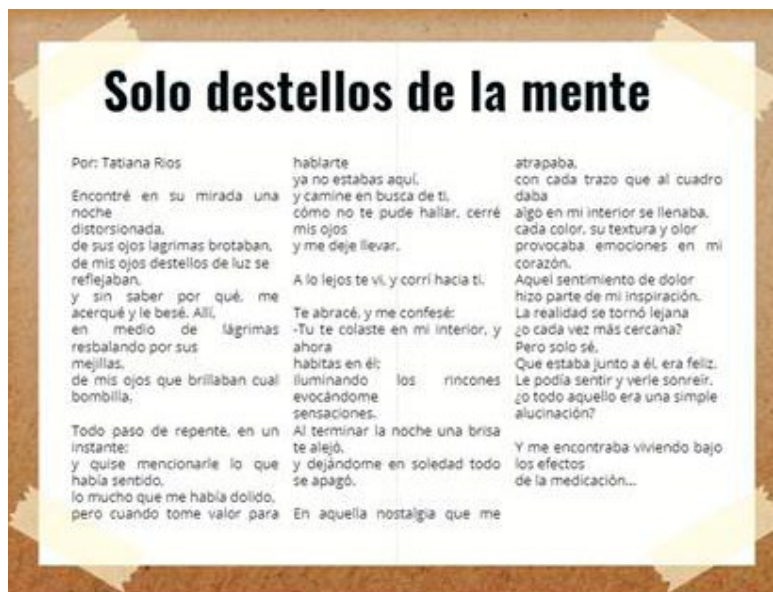 Solo destellos de la mente
Por: Tatiana Rios
Encontré en su mirada una
noche
distorsionada,
de sus ojos lagrimas brotaban,
de mis ojos destellos de luz se
reflejaban,
y sin saber por qué, me
acerqué y le besé. Allí,
en medio de lágrimas
resbalando por sus
mejillas,
de mis ojos que brillaban cual
bombilla.
Todo paso de repente, en un
instante;
y quise mencionarle lo que
había sentido,
lo mucho que me había dolido,
pero cuando tome valor para
hablarte
ya no estabas aquí,
y camine en busca de ti,
cómo no te pude hallar, cerré
mis ojos
y me deje llevar.
A lo lejos te vi, y corrí hacia ti.
Te abracé, y me confesé:
-Tu te colaste en mi interior, y
ahora
habitas en él;
iluminando los rincones
evocándome
sensaciones.
Al terminar la noche una brisa
te alejó,
y dejándome en soledad todo
se apagó.
En aquella nostalgia que me
atrapaba,
con cada trazo que al cuadro
daba
algo en mi interior se llenaba,
cada color, su textura y olor
provocaba emociones en mi
corazón.
Aquel sentimiento de dolor
hizo parte de mi inspiración.
La realidad se tornó lejana
¿o cada vez más cercana?
Pero solo sé,
Que estaba junto a él, era feliz,
Le podía sentir y verle sonreír,
¿o todo aquello era una simple
alucinación?
Y me encontraba viviendo bajo
los efectos
de la medicación...